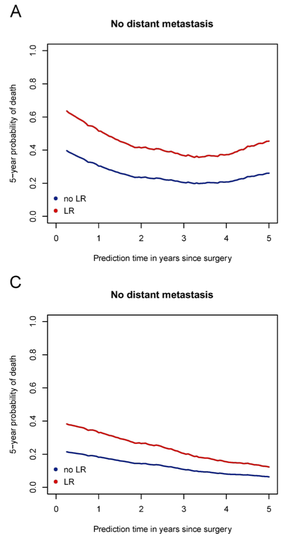 A
No distant metastasis
1.0
0.8
0.6
0.4
0.2
0.0
5-year probability of death
no LR
LR
0 1 2 3 4 5
Prediction time in years since surgery
C
No distant metastasis
1.0
0.8
0.6
0.4
0.2
0.0
5-year probability of death
no LR
LR
0 1 2 3 4 5
Prediction time in years since surgery